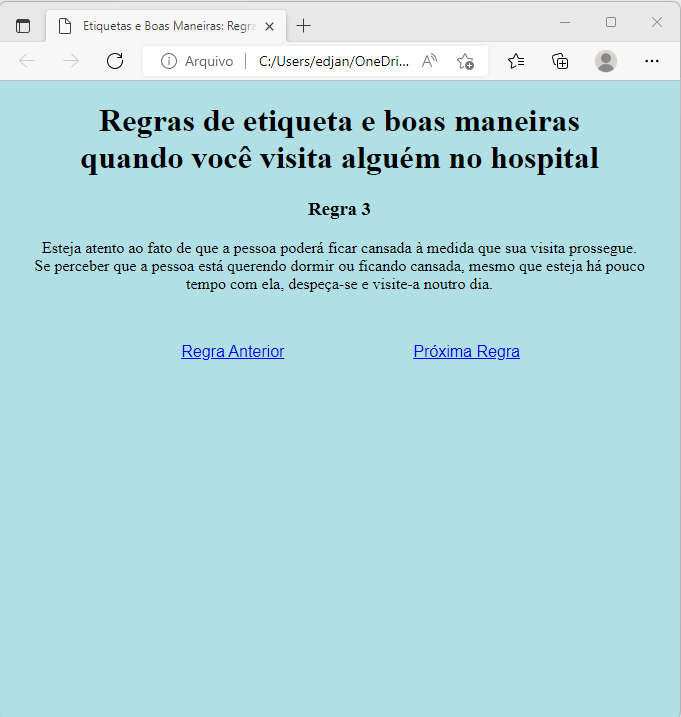 Etiquetas e Boas Maneiras: Regra
Arquivo
C:/Users/edjan/OneDri...
Regras de etiqueta e boas maneiras
quando você visita alguém no hospital
Regra 3
Esteja atento ao fato de que a pessoa poderá ficar cansada à medida que sua visita prossegue.
Se perceber que a pessoa está querendo dormir ou ficando cansada, mesmo que esteja há pouco
tempo com ela, despeça-se e visite-a noutro dia.
Regra Anterior
Próxima Regra